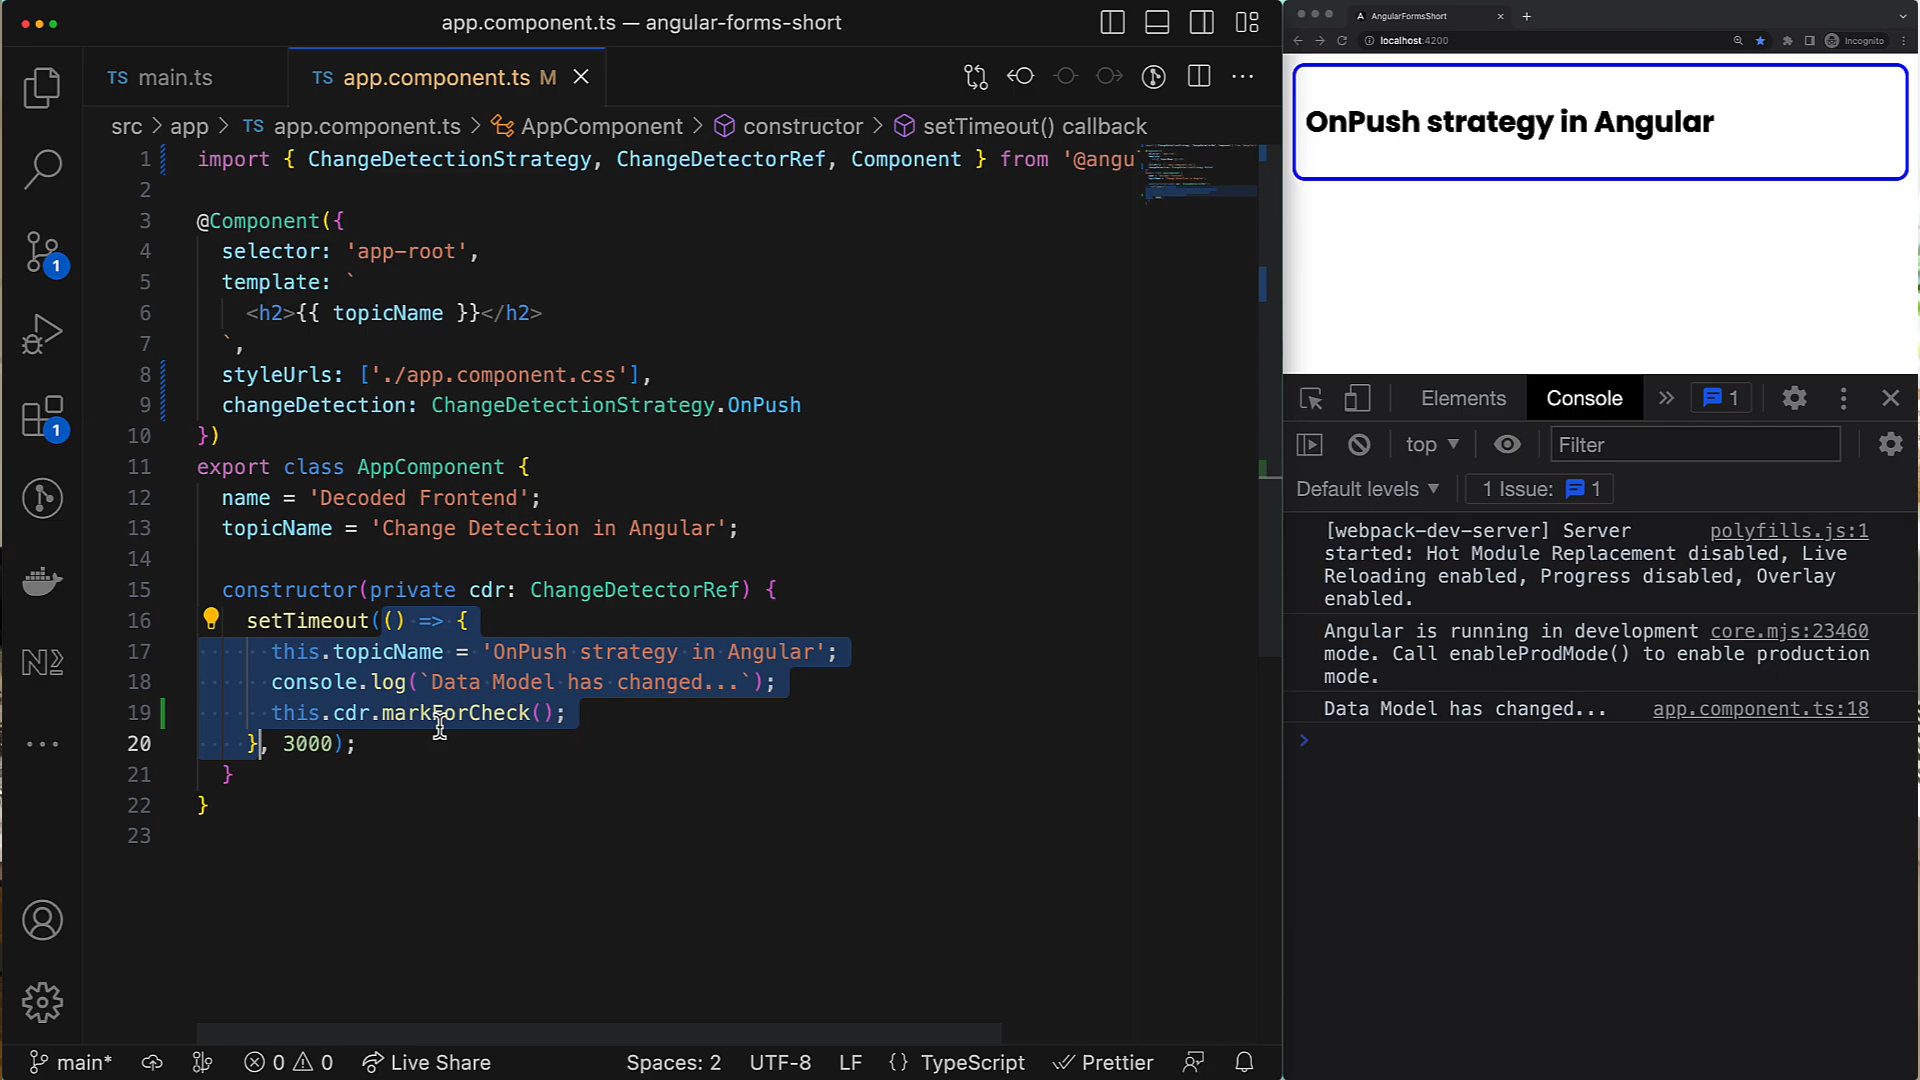 app.component.ts — angular-forms-short
TS main.ts
TS app.component.ts M
src > app > TS app.component.ts > AppComponent > constructor > setTimeout() callback
1 import { ChangeDetectionStrategy, ChangeDetectorRef, Component } from '@angu
2
3 @Component({
4 selector: 'app-root',
5 template: `
6 <h2>{{ topicName }}</h2>
7 `,
8 styleUrls: ['./app.component.css'],
9 changeDetection: ChangeDetectionStrategy.OnPush
10 })
11 export class AppComponent {
12 name = 'Decoded Frontend';
13 topicName = 'Change Detection in Angular';
14
15 constructor(private cdr: ChangeDetectorRef) {
16 setTimeout(() => {
17 this.topicName = 'OnPush strategy in Angular';
18 console.log(`Data Model has changed...`);
19 this.cdr.markForCheck();
20 }, 3000);
21 }
22 }
23
1
1
main* 0 0 Live Share Spaces: 2 UTF-8 LF {} TypeScript Prettier
AngularFormsShort
localhost:4200 Incognito
OnPush strategy in Angular
Elements Console 1
top Filter
Default levels 1 Issue: 1
[webpack-dev-server] Server polyfills.js:1
started: Hot Module Replacement disabled, Live
Reloading enabled, Progress disabled, Overlay
enabled.
Angular is running in development core.mjs:23460
mode. Call enableProdMode() to enable production
mode.
Data Model has changed... app.component.ts:18